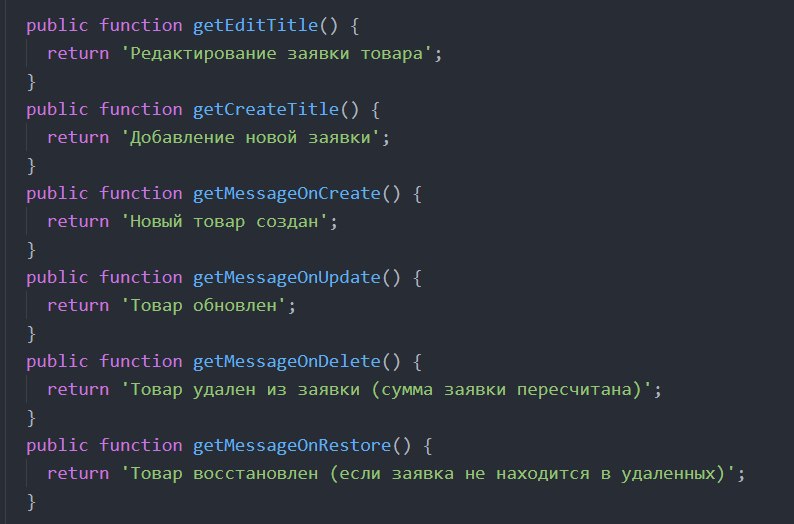 public function getEditTitle() {
return 'Редактирование заявки товара';
}
public function getCreateTitle() {
return 'Добавление новой заявки';
}
public function getMessageOnCreate() {
return 'Новый товар создан';
}
public function getMessageOnUpdate() {
return 'Товар обновлен';
}
public function getMessageOnDelete() {
return 'Товар удален из заявки (сумма заявки пересчитана)';
}
public function getMessageOnRestore() {
return 'Товар восстановлен (если заявка не находится в удаленных)';
}